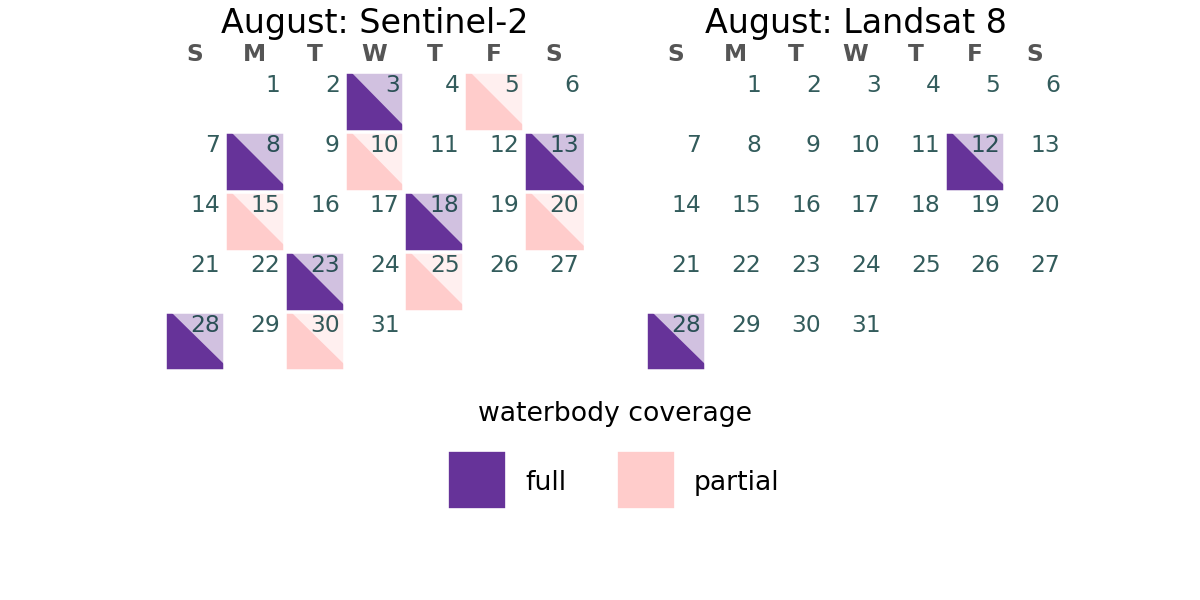 August: Sentinel-2
S M T W T F S
1 2 3 4 5 6
7 8 9 10 11 12 13
14 15 16 17 18 19 20
21 22 23 24 25 26 27
28 29 30 31
August: Landsat 8
S M T W T F S
1 2 3 4 5 6
7 8 9 10 11 12 13
14 15 16 17 18 19 20
21 22 23 24 25 26 27
28 29 30 31
waterbody coverage
full partial